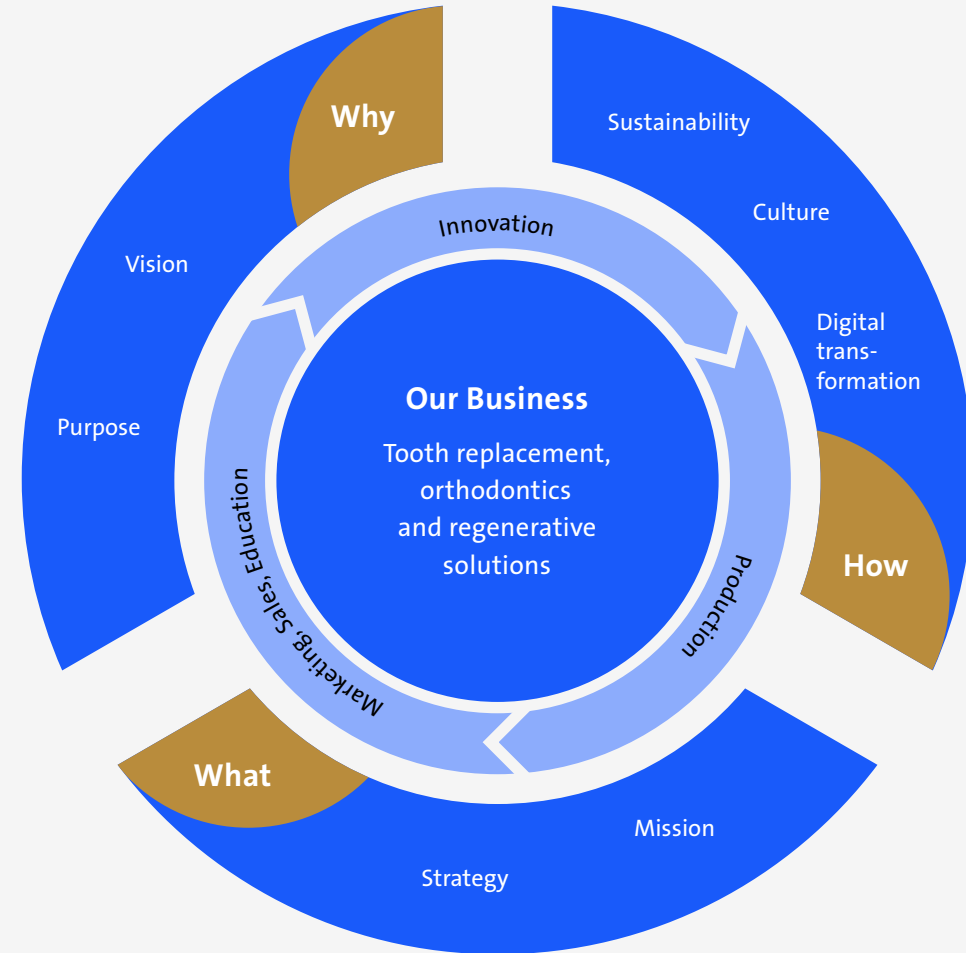 Why
Vision
Purpose
Sustainability
Culture
Digital
trans-
formation
How
What
Strategy
Mission
Innovation
Production
Marketing, Sales, Education
Our Business
Tooth replacement,
orthodontics
and regenerative
solutions